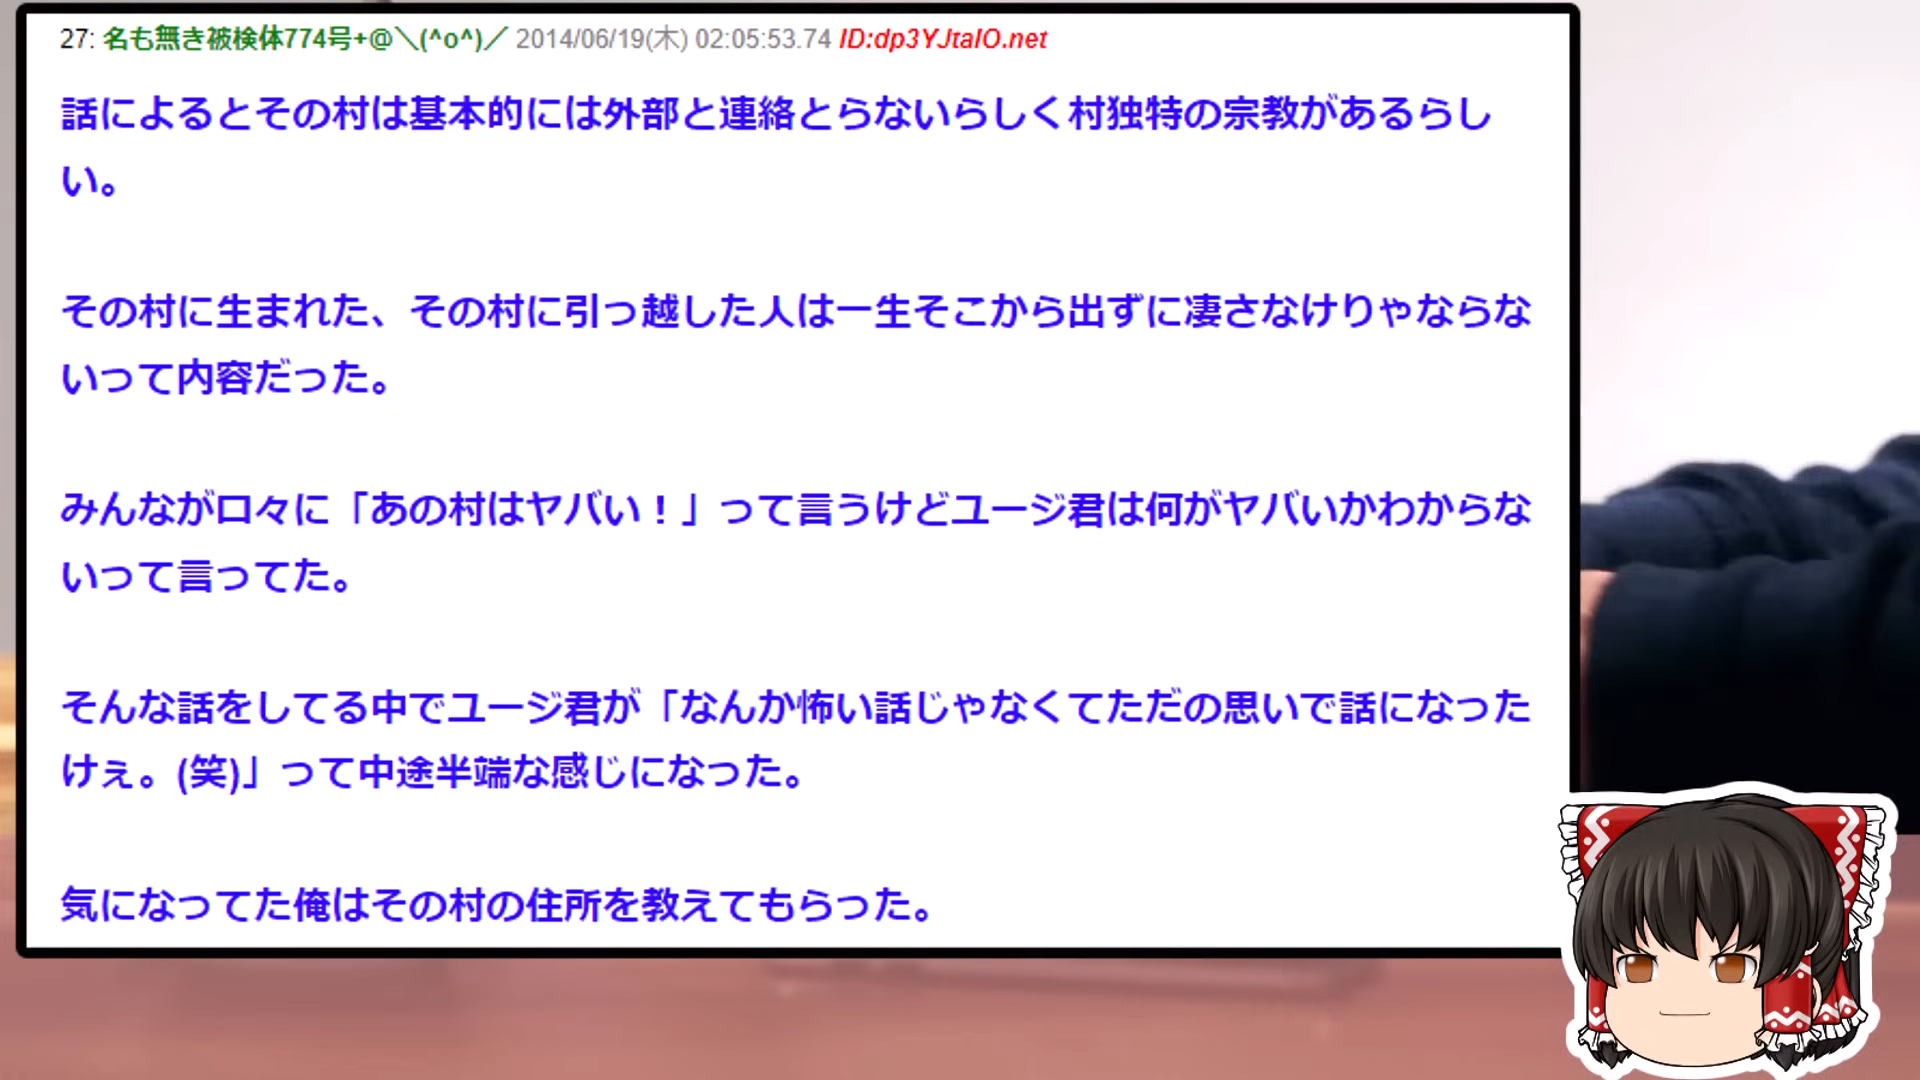 27: 名も無き被検体774号+@＼(^o^)／ 2014/06/19(木) 02:05:53.74 ID:dp3YJtalO.net
話によるとその村は基本的には外部と連絡とらないらしく村独特の宗教があるらし
い。
その村に生まれた、その村に引っ越した人は一生そこから出ずに凄さなけりゃならな
いって内容だった。
みんなが口々に「あの村はヤバい！」って言うけどユージ君は何がヤバいかわからな
いって言ってた。
そんな話をしてる中でユージ君が「なんか怖い話じゃなくてただの思いで話になった
けぇ。(笑)」って中途半端な感じになった。
気になってた俺はその村の住所を教えてもらった。